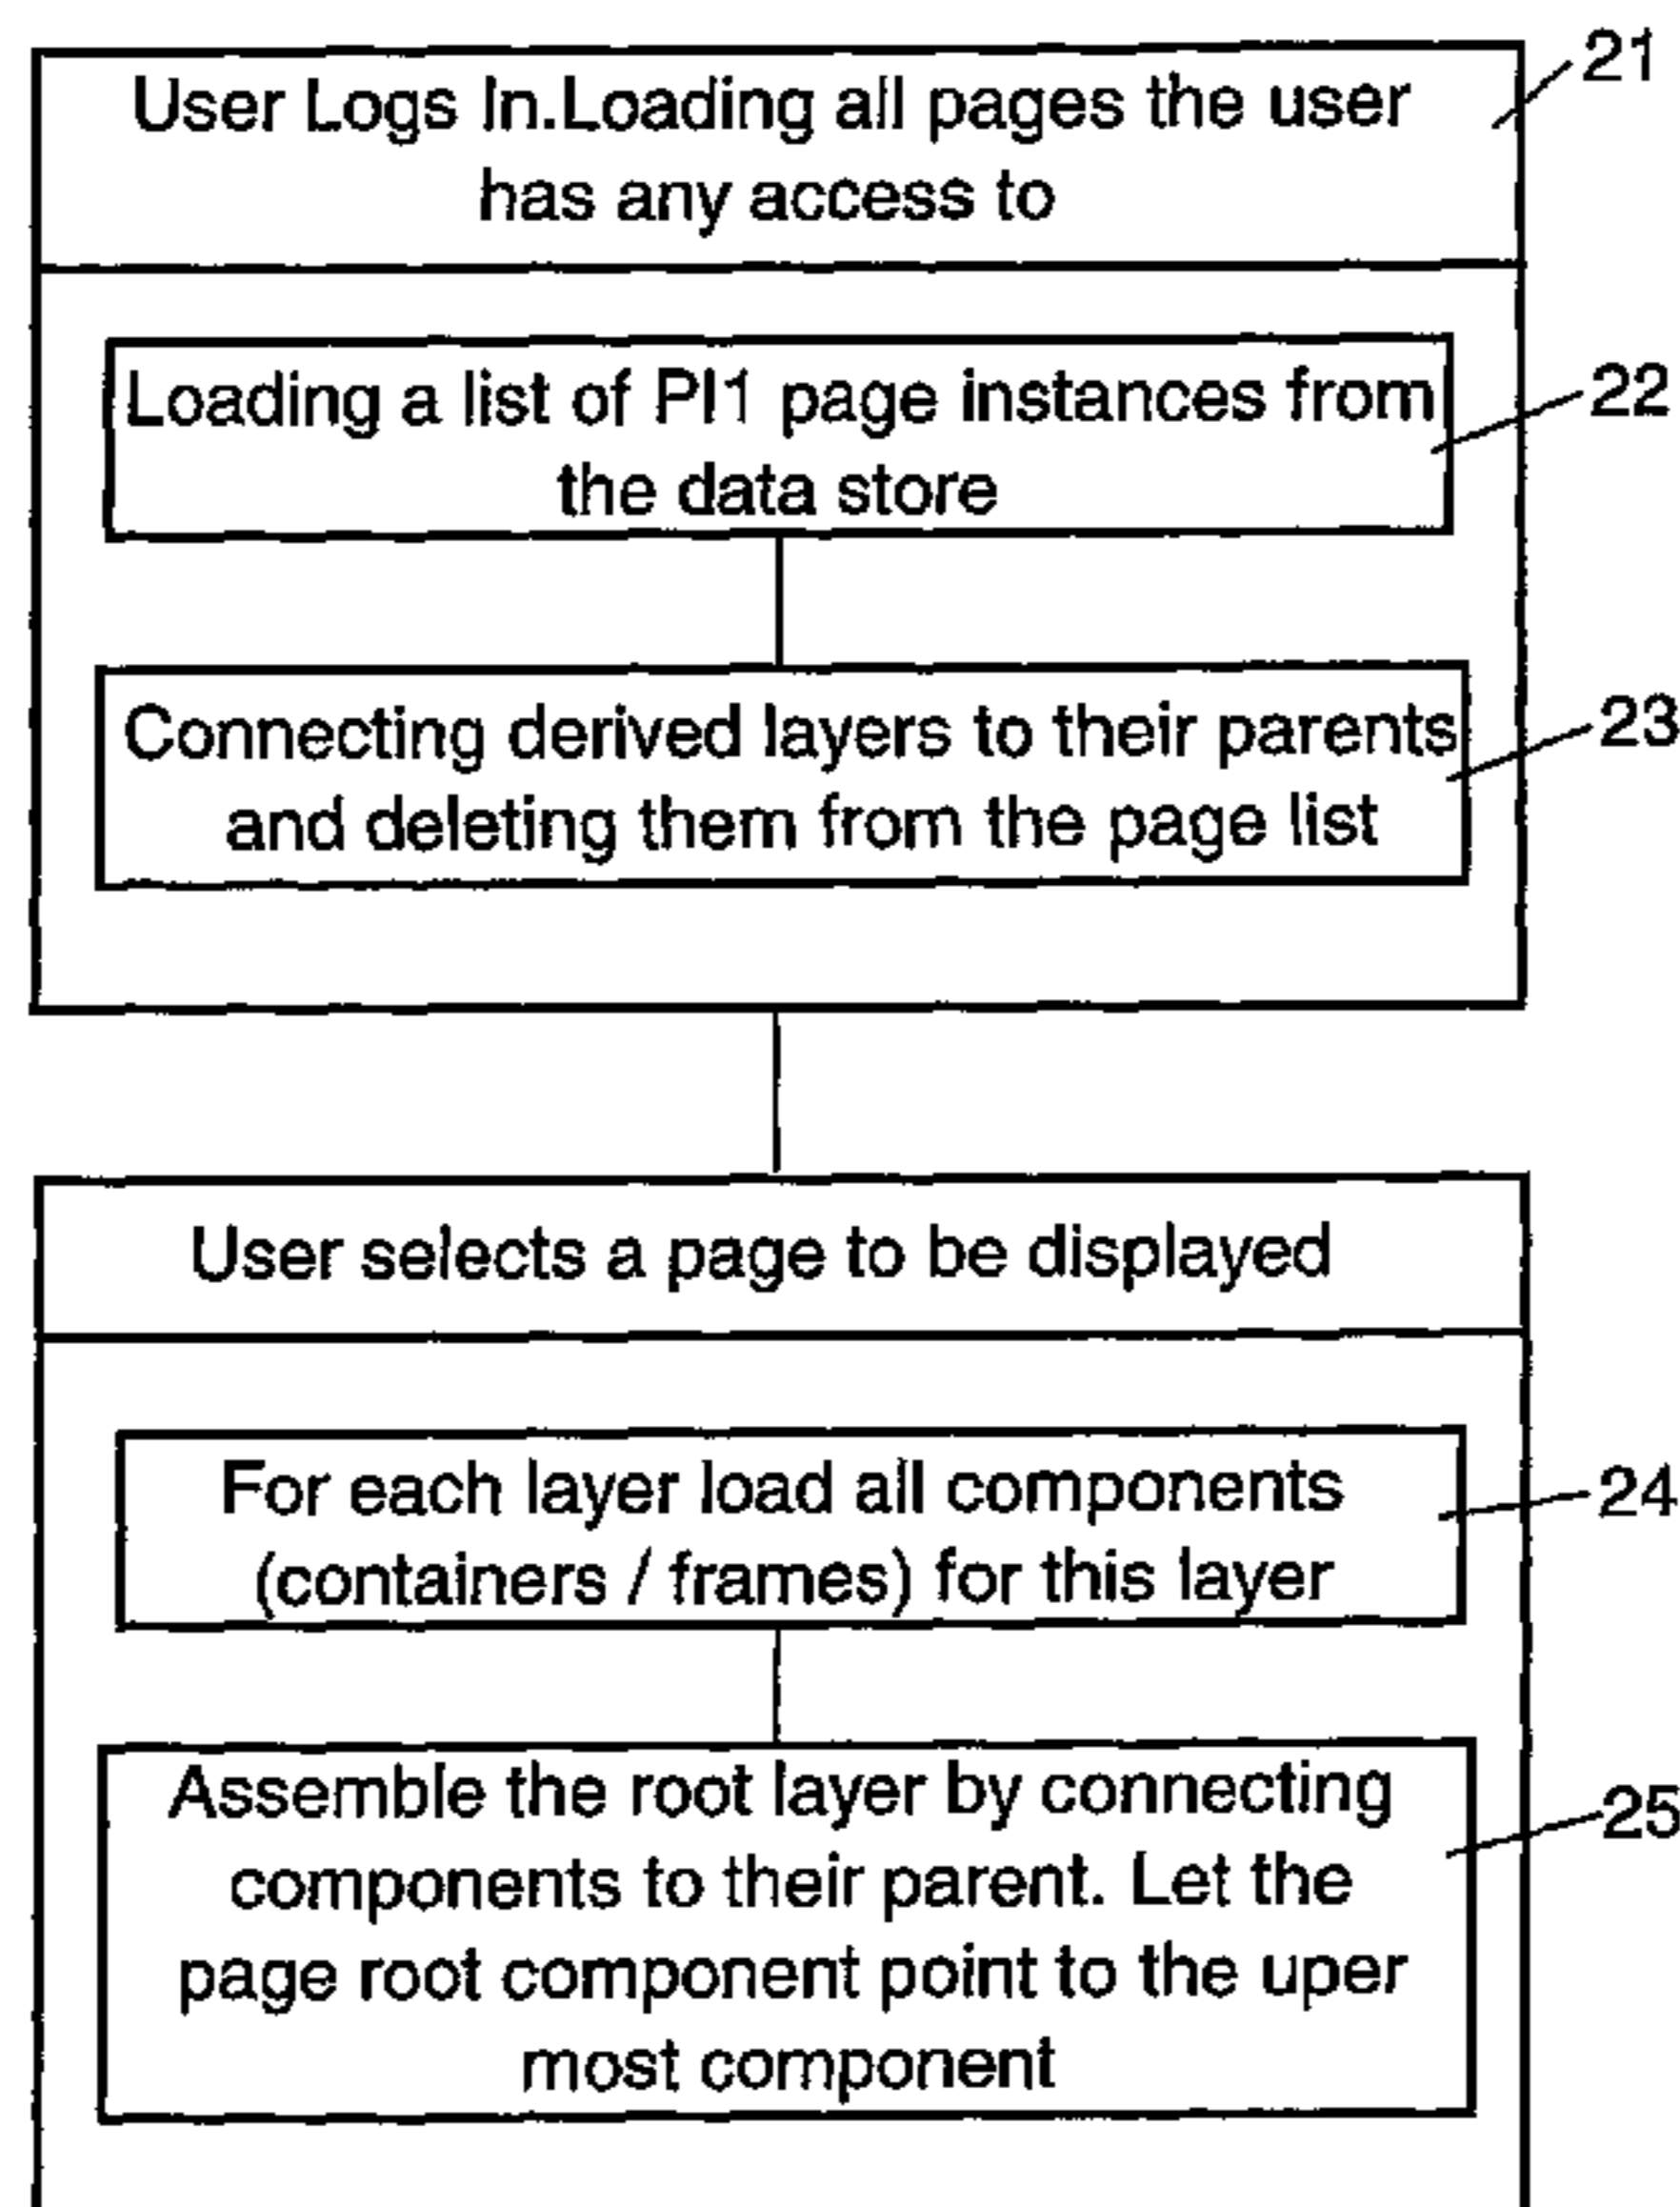 21
User Logs In.Loading all pages the user
has any access to
22
Loading a list of PI1 page instances from
the data store
23
Connecting derived layers to their parents
and deleting them from the page list
User selects a page to be displayed
24
For each layer load all components
(containers / frames) for this layer
25
Assemble the root layer by connecting
components to their parent. Let the
page root component point to the uper
most component